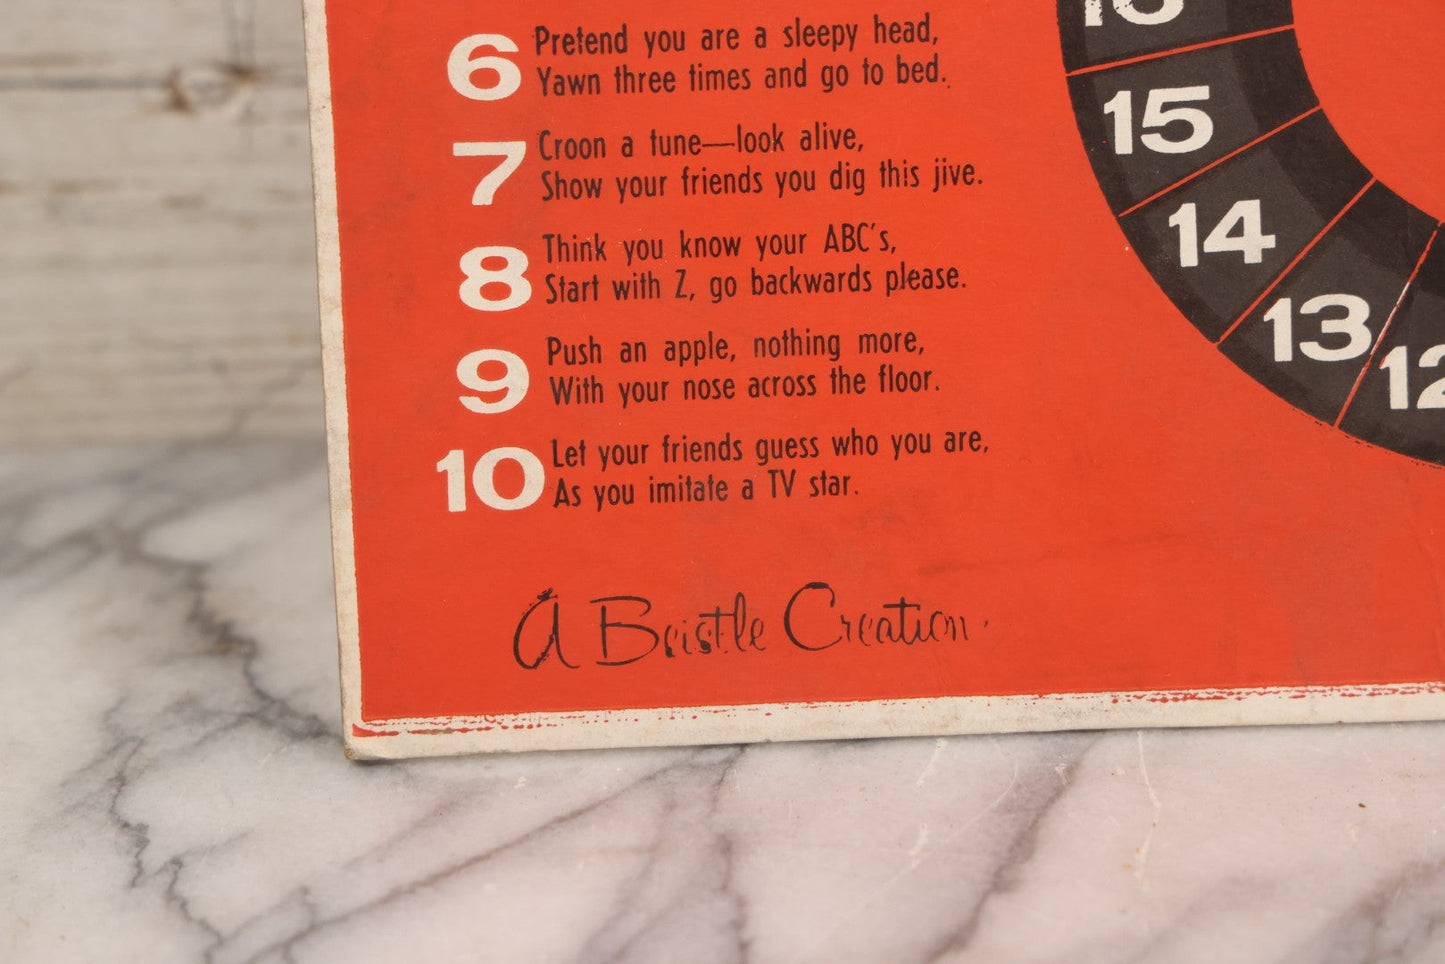 6 Pretend you are a sleepy head,
Yawn three times and go to bed.
7 Croon a tune—look alive,
Show your friends you dig this jive.
8 Think you know your ABC's,
Start with Z, go backwards please.
9 Push an apple, nothing more,
With your nose across the floor.
10 Let your friends guess who you are,
As you imitate a TV star.
A Bristle Creation.
16
15
14
13
12